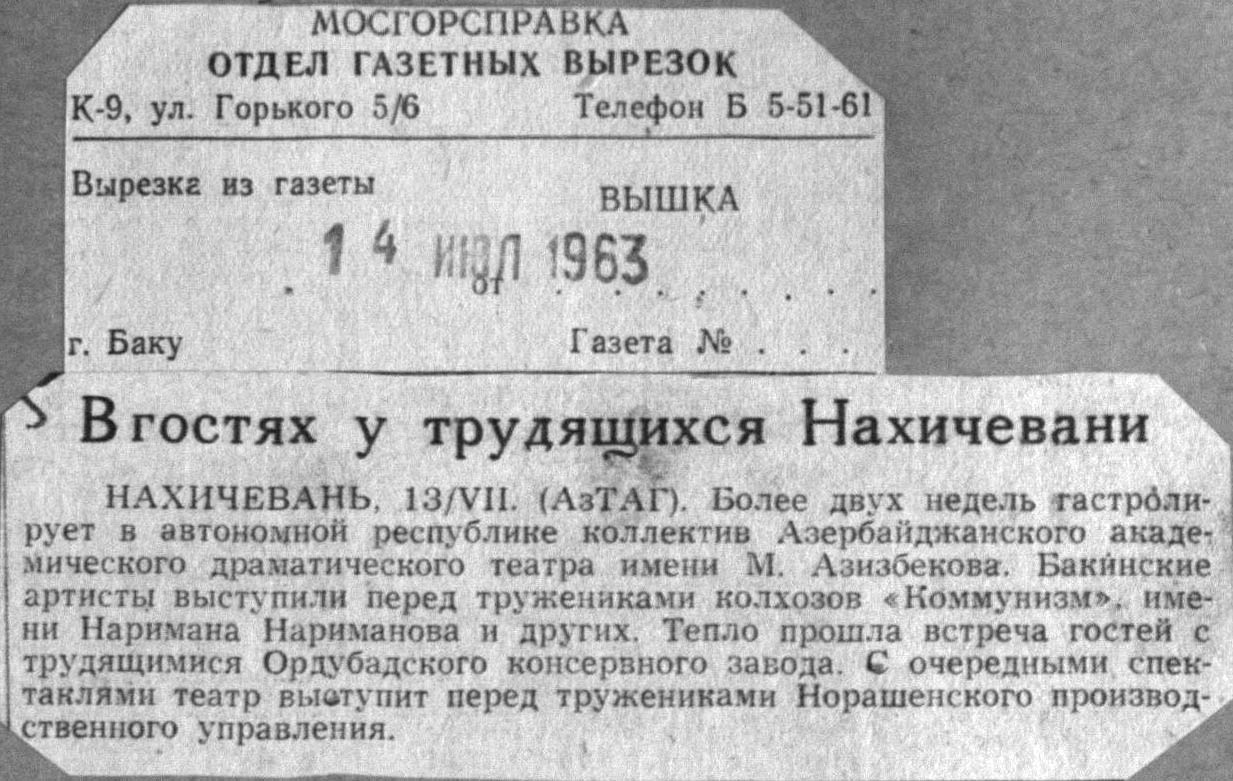 МОСГОРСПРАВКА
ОТДЕЛ ГАЗЕТНЫХ ВЫРЕЗОК
К-9, ул. Горького 5/6 Телефон Б 5-51-61
Вырезка из газеты
ВЫШКА
14 ИЮЛ 1963
от . . . . . . . .
г. Баку Газета № . . .
В гостях у трудящихся Нахичевани
НАХИЧЕВАНЬ, 13/VII. (АзТАГ). Более двух недель гастроли-
рует в автономной республике коллектив Азербайджанского акаде-
мического драматического театра имени М. Азизбекова. Бакинские
артисты выступили перед тружениками колхозов «Коммунизм», име-
ни Наримана Нариманова и других. Тепло прошла встреча гостей с
трудящимися Ордубадского консервного завода. С очередными спек-
таклями театр выступит перед тружениками Норашенского производ-
ственного управления.